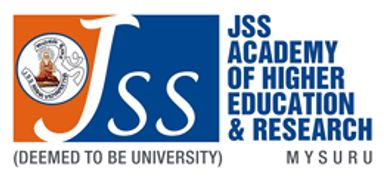 JSS
JSS
ACADEMY
OF HIGHER
EDUCATION
& RESEARCH
(DEEMED TO BE UNIVERSITY)
MYSURU